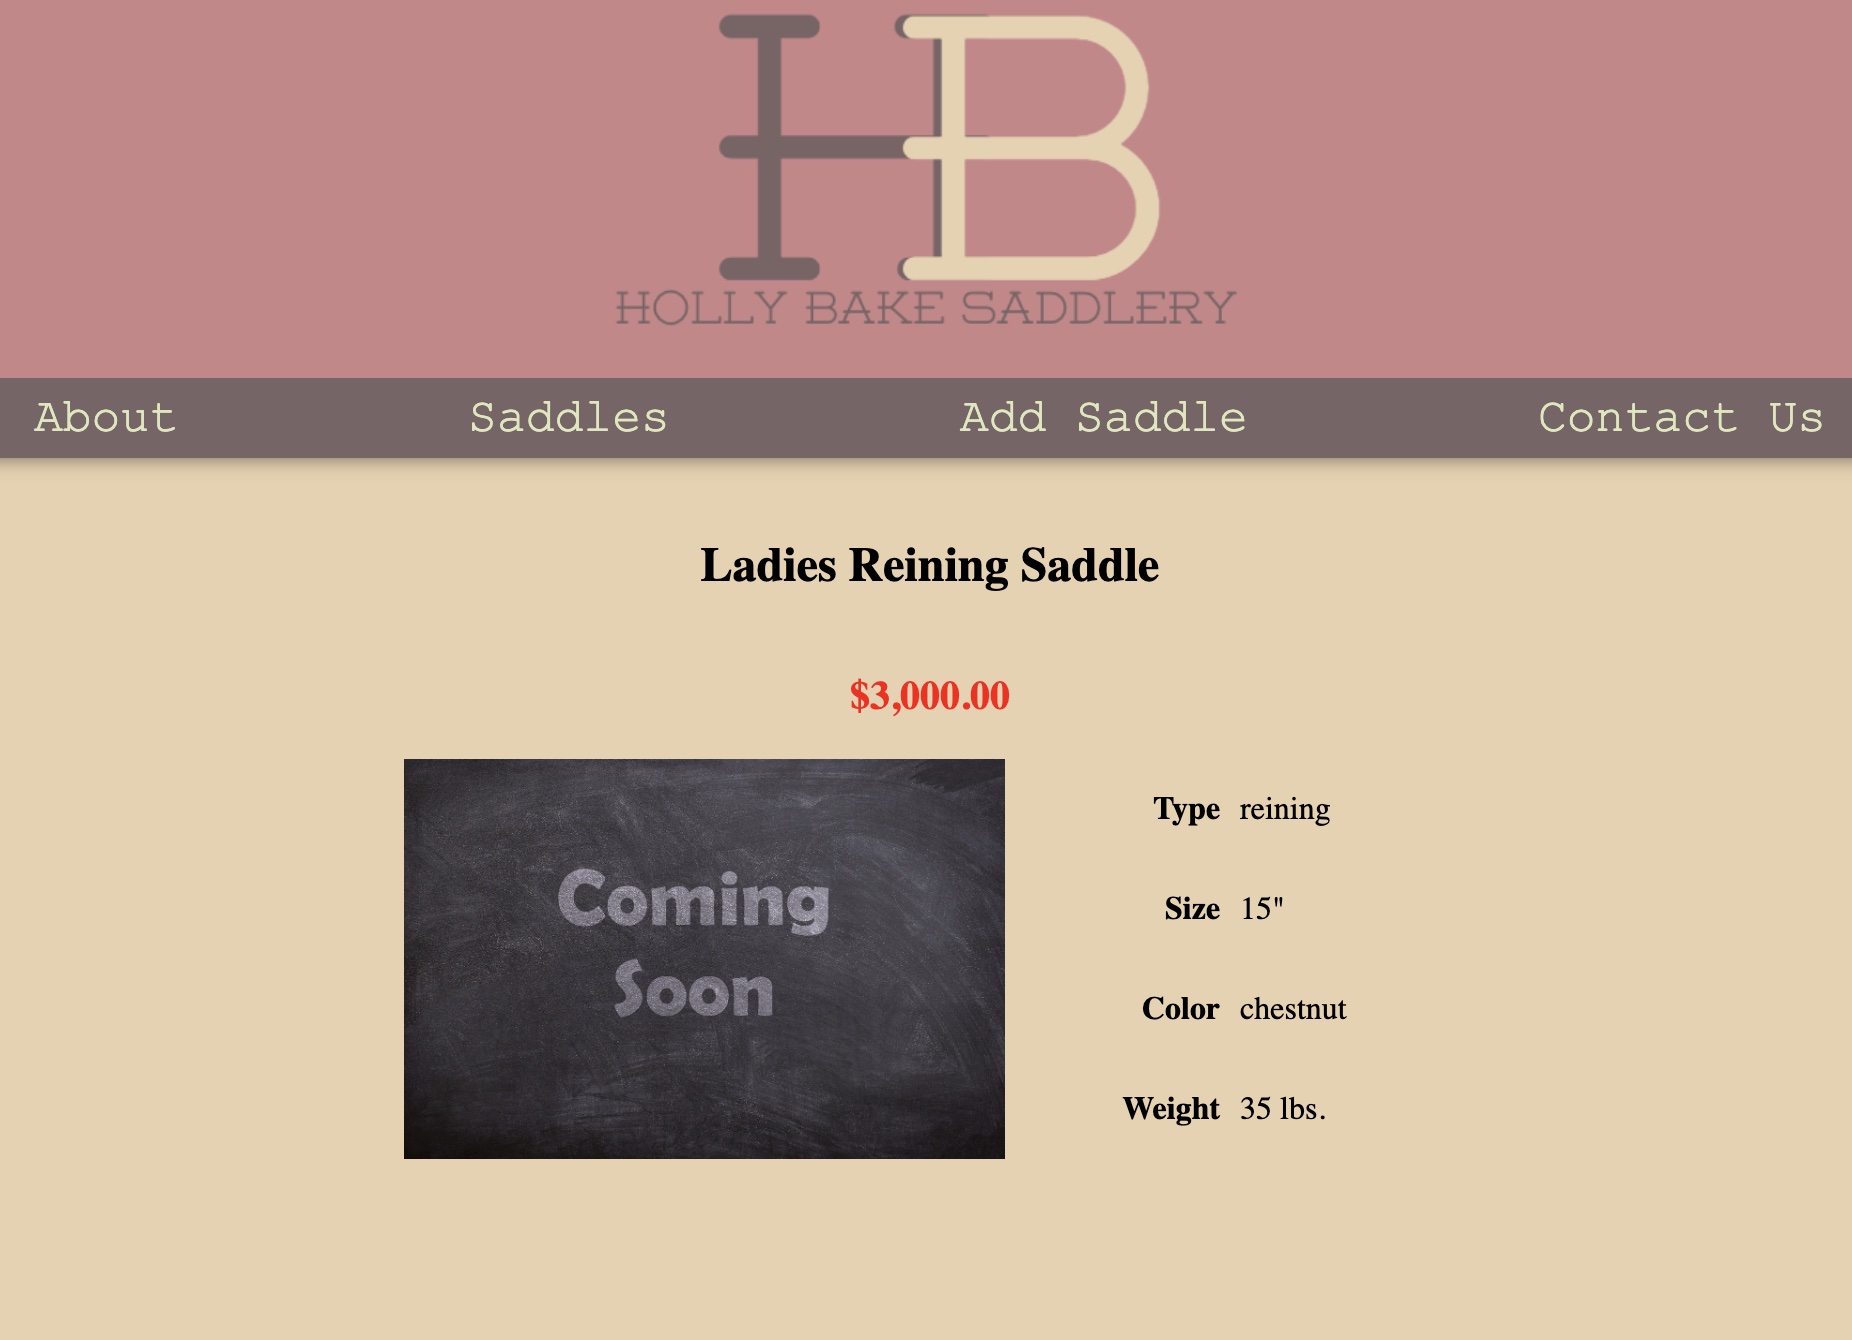 HB
HOLLY BAKE SADDLERY
About Saddles Add Saddle Contact Us
Ladies Reining Saddle
$3,000.00
Coming
Soon
Type reining
Size 15"
Color chestnut
Weight 35 lbs.